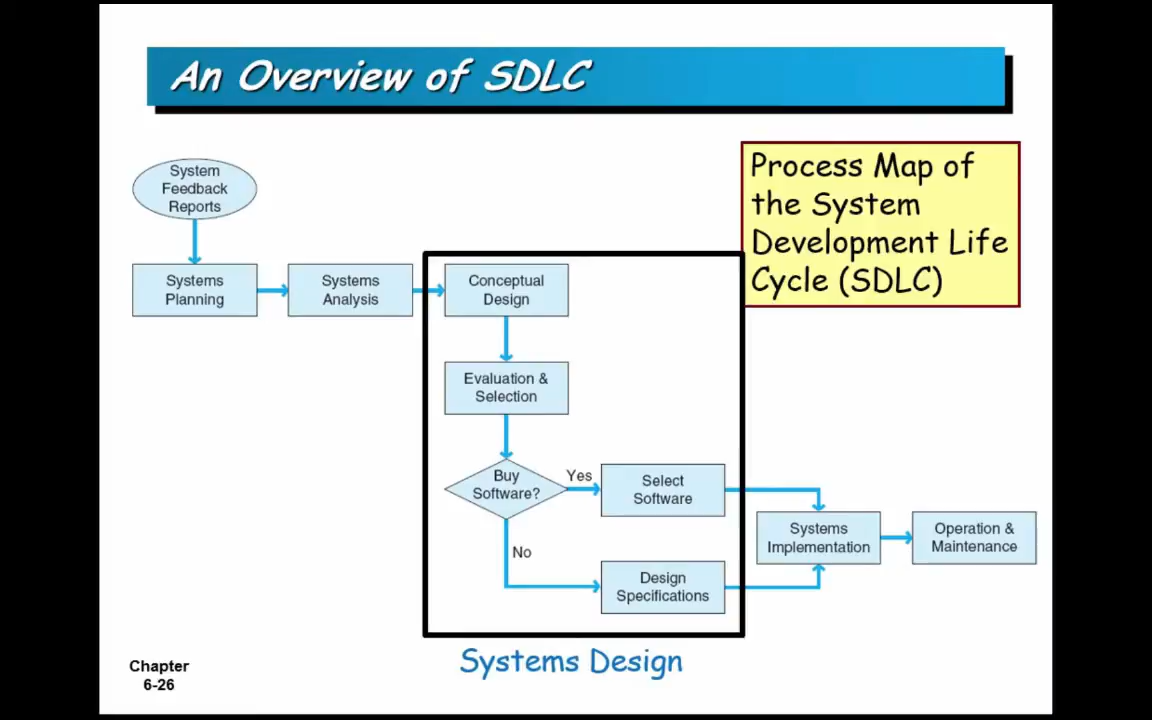 An Overview of SDLC
Process Map of
the System
Development Life
Cycle (SDLC)
System
Feedback
Reports
Systems
Planning
Systems
Analysis
Conceptual
Design
Evaluation &
Selection
Buy
Software?
Yes
Select
Software
No
Design
Specifications
Systems
Implementation
Operation &
Maintenance
Systems Design
Chapter
6-26